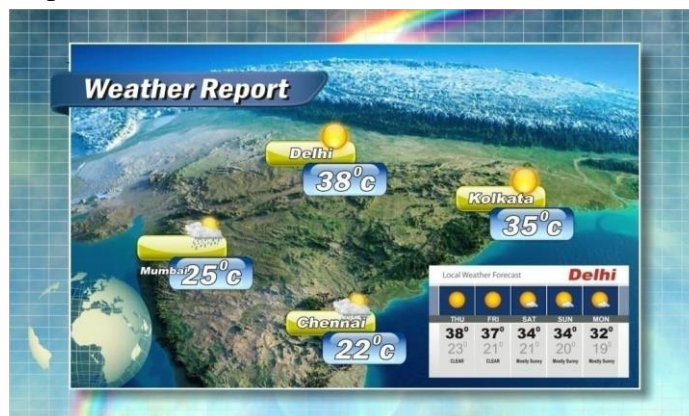 Weather Report
Delhi
38°c
Kolkata
35°c
Mumbai
25°c
Chennai
22°c
Local Weather Forecast Delhi
THU FRI SAT SUN MON
38° 37° 34° 34° 32°
23° 21° 21° 20° 19°
CLEAR CLEAR Mostly Sunny Mostly Sunny Mostly Sunny